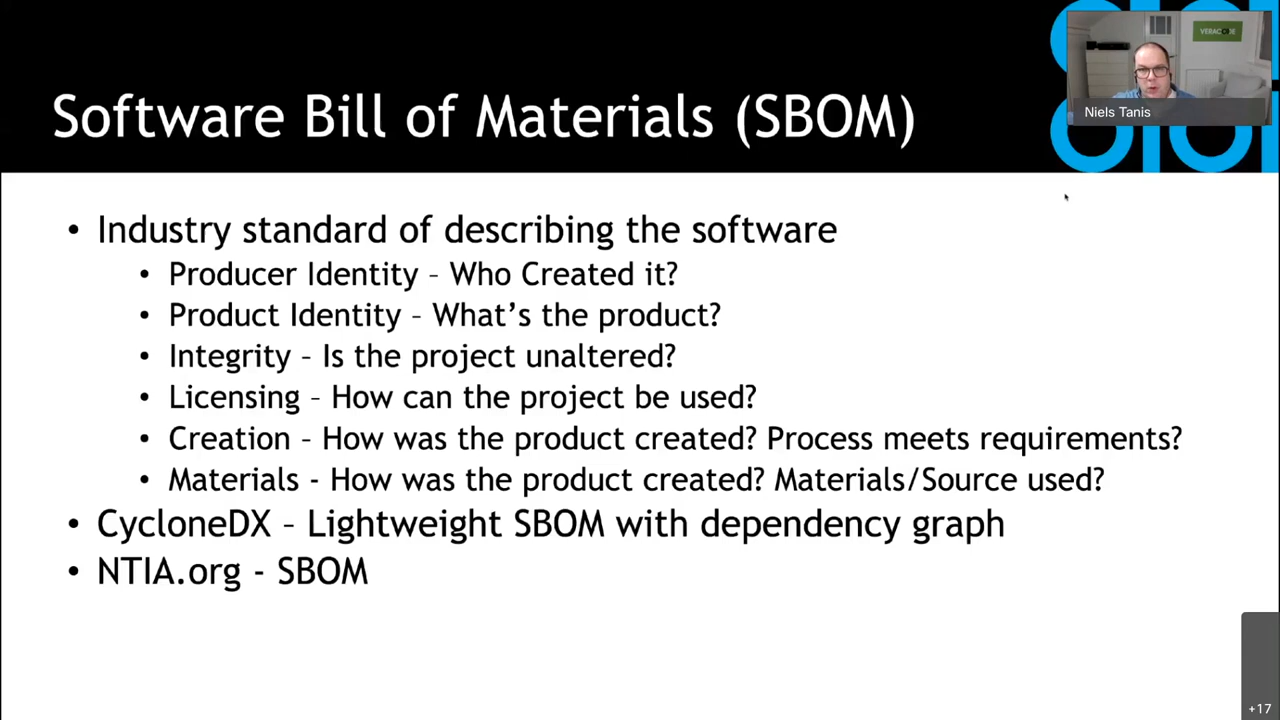 Software Bill of Materials (SBOM)
VERACODE
Niels Tanis
• Industry standard of describing the software
• Producer Identity – Who Created it?
• Product Identity – What’s the product?
• Integrity – Is the project unaltered?
• Licensing – How can the project be used?
• Creation – How was the product created? Process meets requirements?
• Materials - How was the product created? Materials/Source used?
• CycloneDX – Lightweight SBOM with dependency graph
• NTIA.org - SBOM
+17